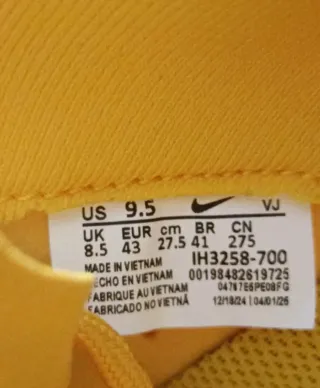 US 9.5 VJ
UK EUR cm BR CN
8.5 43 27.5 41 275
MADE IN VIETNAM IH3258-700
HECHO EN VIETNAM 00198482619725
FABRIQUE AU VIETNAM 04787E6PE08FG
FABRICADO NO VIETNÃ 12/18/24 | 04/01/25